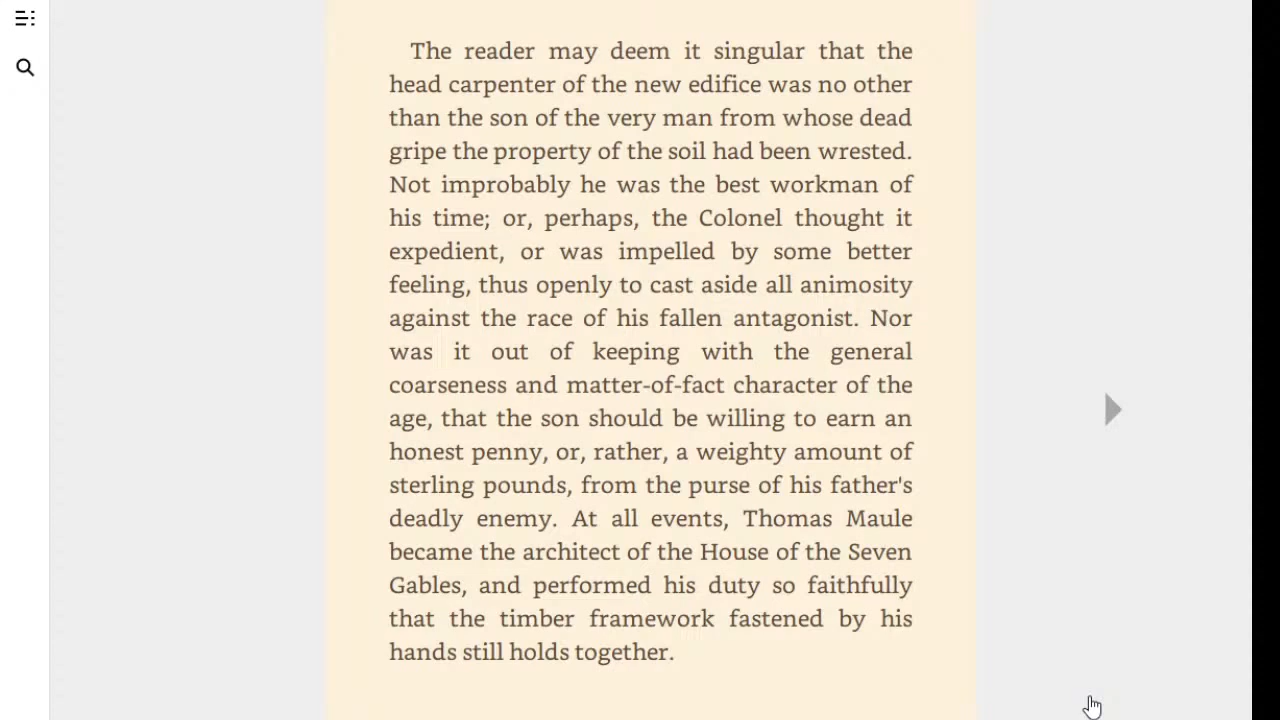 The reader may deem it singular that the
head carpenter of the new edifice was no other
than the son of the very man from whose dead
gripe the property of the soil had been wrested.
Not improbably he was the best workman of
his time; or, perhaps, the Colonel thought it
expedient, or was impelled by some better
feeling, thus openly to cast aside all animosity
against the race of his fallen antagonist. Nor
was it out of keeping with the general
coarseness and matter-of-fact character of the
age, that the son should be willing to earn an
honest penny, or, rather, a weighty amount of
sterling pounds, from the purse of his father's
deadly enemy. At all events, Thomas Maule
became the architect of the House of the Seven
Gables, and performed his duty so faithfully
that the timber framework fastened by his
hands still holds together.